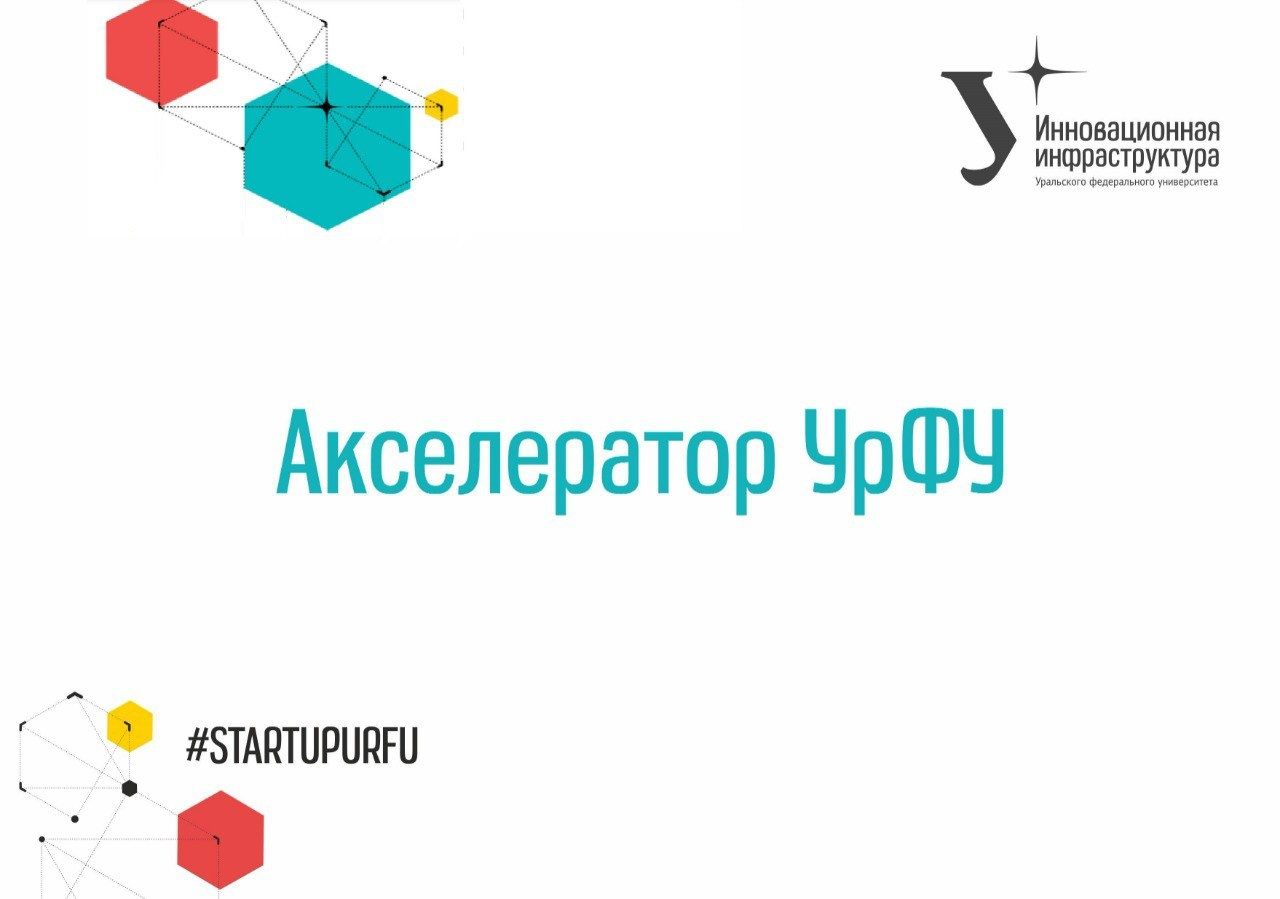 У
Инновационная
инфраструктура
Уральского федерального университета
Акселератор УрФУ
#STARTUPURFU